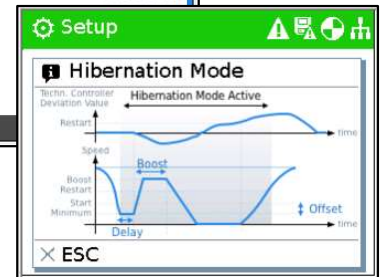 Setup
Hibernation Mode
Techn. Controller
Deviation Value
Hibernation Mode Active
Restart
time
Speed
Boost
Boost
Restart
Start
Minimum
Offset
Delay
time
ESC